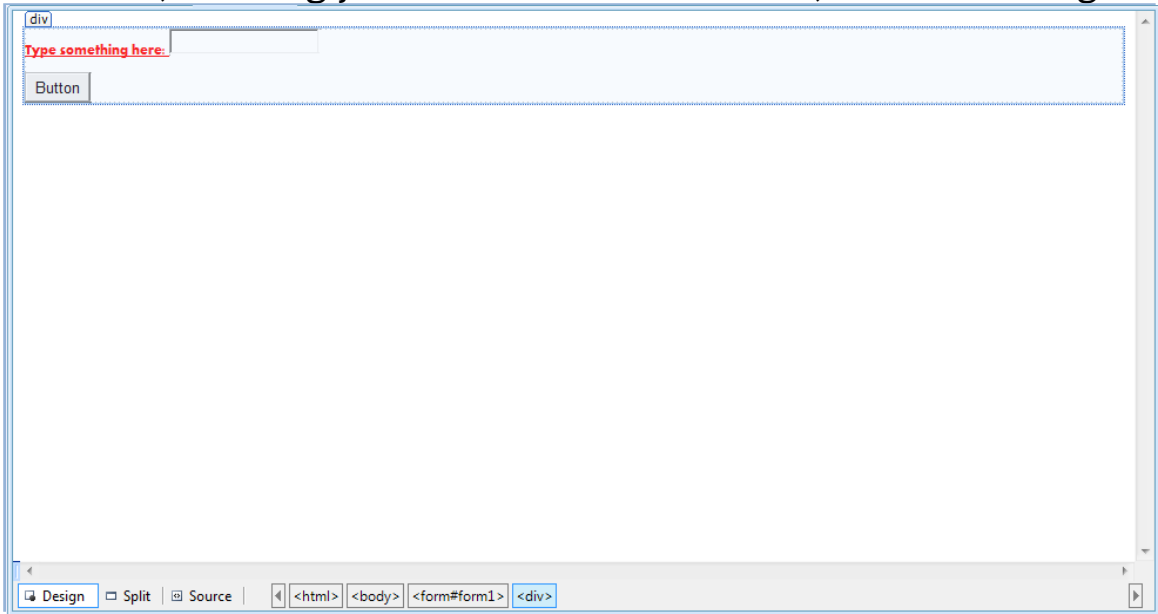 div
Type something here:
Button
Design Split Source <html> <body> <form#form1> <div>